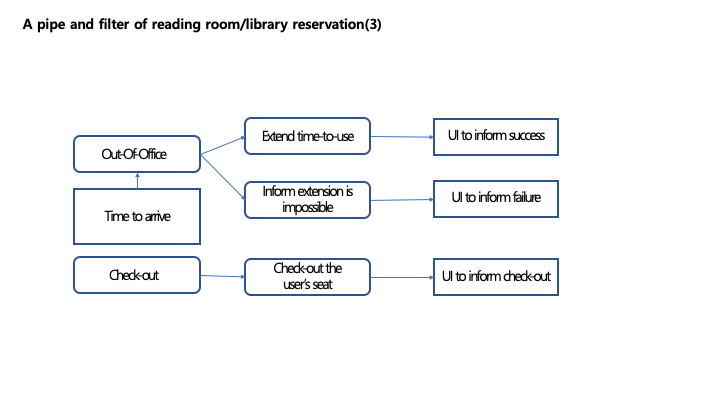 A pipe and filter of reading room/library reservation(3)
Extend time-to-use
UI to inform success
Out-Of-Office
Inform extension is
impossible
UI to inform failure
Time to arrive
Check-out
Check-out the
user's seat
UI to inform check-out